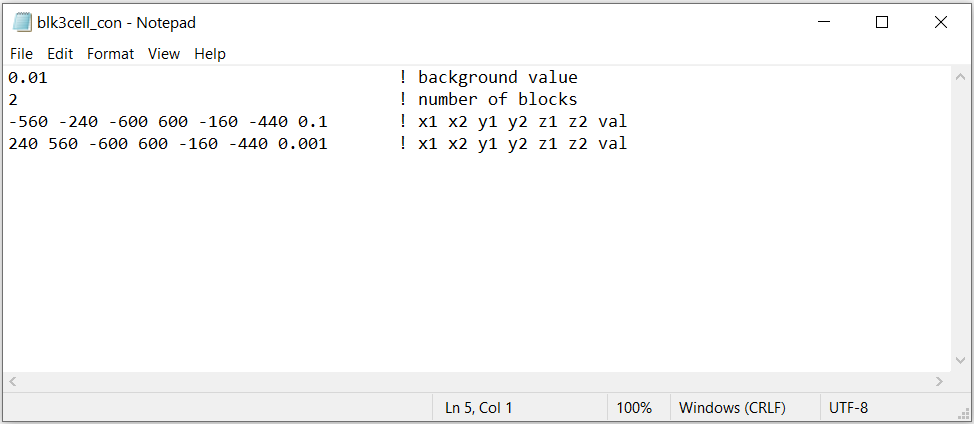 blk3cell_con - Notepad
File Edit Format View Help
0.01 ! background value
2 ! number of blocks
-560 -240 -600 600 -160 -440 0.1 ! x1 x2 y1 y2 z1 z2 val
240 560 -600 600 -160 -440 0.001 ! x1 x2 y1 y2 z1 z2 val
Ln 5, Col 1 100% Windows (CRLF) UTF-8